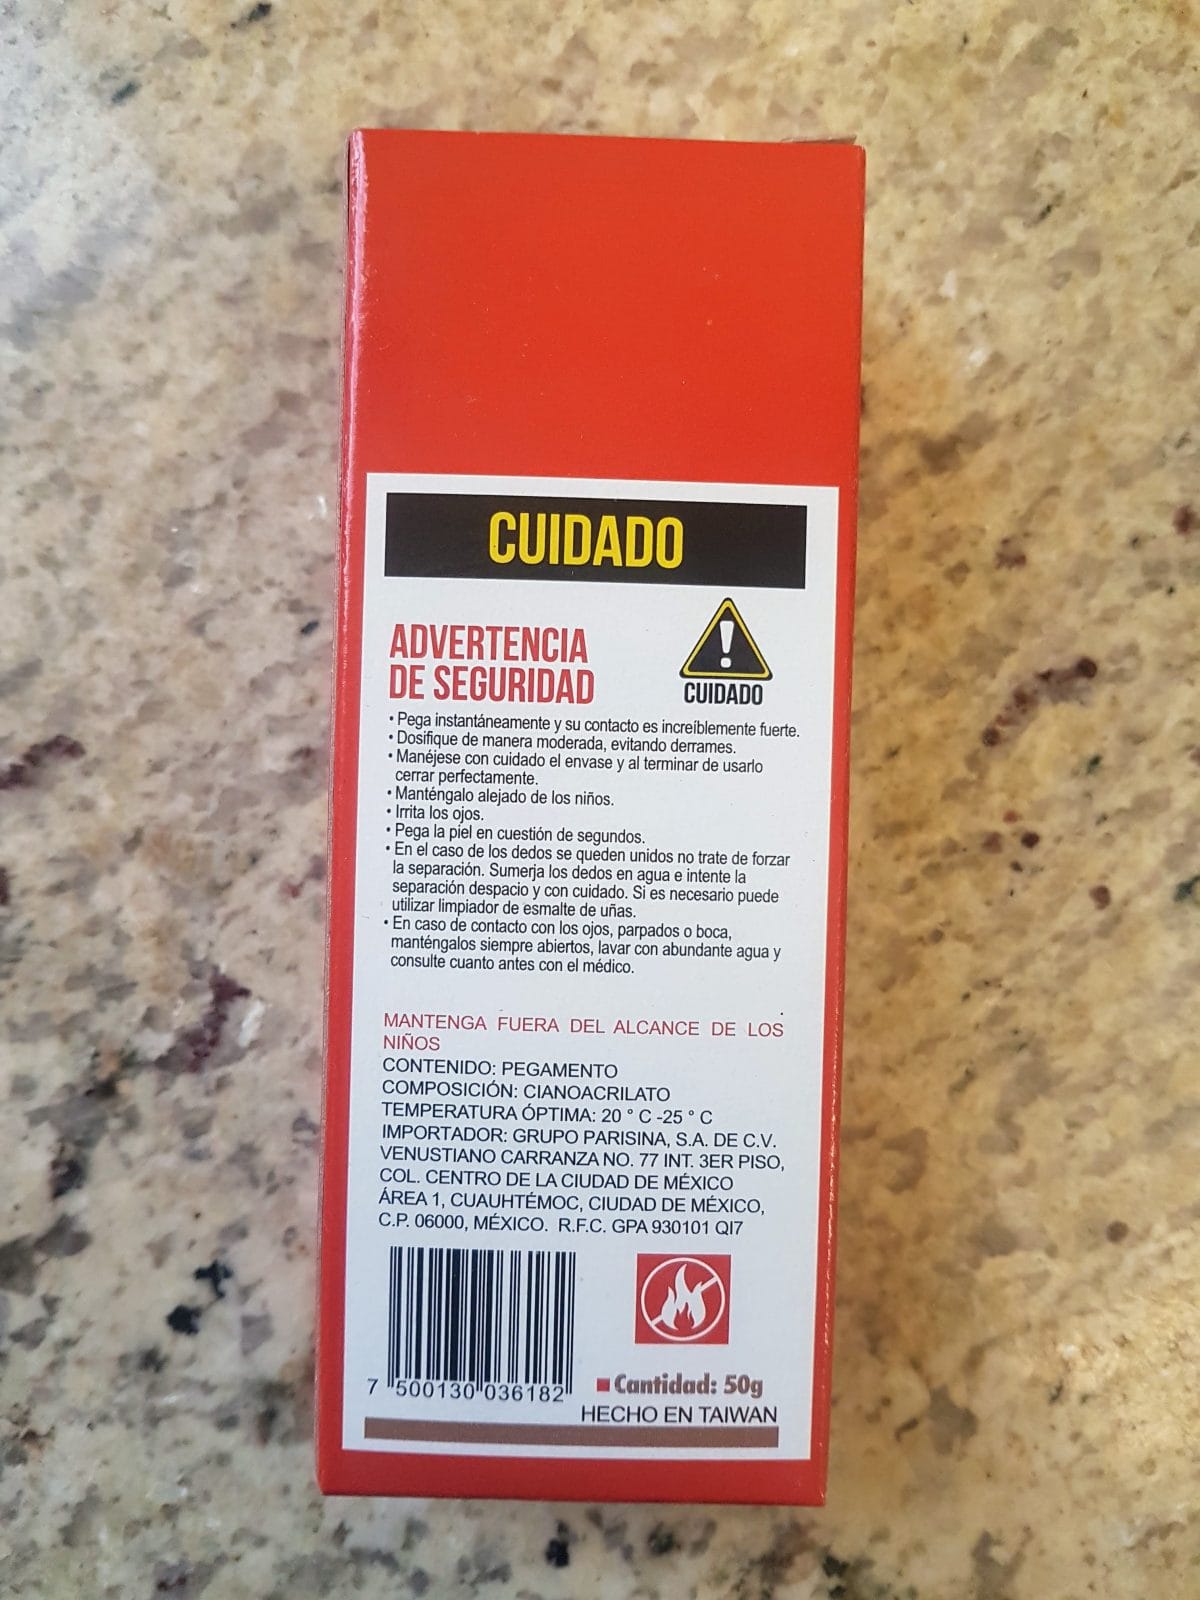 CUIDADO
ADVERTENCIA
DE SEGURIDAD
CUIDADO
• Pega instantáneamente y su contacto es increíblemente fuerte.
• Dosifique de manera moderada, evitando derrames.
• Manéjese con cuidado el envase y al terminar de usarlo
cerrar perfectamente.
• Manténgalo alejado de los niños.
• Irrita los ojos.
• Pega la piel en cuestión de segundos.
• En el caso de los dedos se queden unidos no trate de forzar
la separación. Sumerja los dedos en agua e intente la
separación despacio y con cuidado. Si es necesario puede
utilizar limpiador de esmalte de uñas.
• En caso de contacto con los ojos, parpados o boca,
manténgalos siempre abiertos, lavar con abundante agua y
consulte cuanto antes con el médico.
MANTENGA FUERA DEL ALCANCE DE LOS
NIÑOS
CONTENIDO: PEGAMENTO
COMPOSICIÓN: CIANOACRILATO
TEMPERATURA ÓPTIMA: 20 ° C -25 ° C
IMPORTADOR: GRUPO PARISINA, S.A. DE C.V.
VENUSTIANO CARRANZA NO. 77 INT. 3ER PISO,
COL. CENTRO DE LA CIUDAD DE MÉXICO
ÁREA 1, CUAUHTÉMOC, CIUDAD DE MÉXICO,
C.P. 06000, MÉXICO. R.F.C. GPA 930101 QI7
7 500130 036182
Cantidad: 50g
HECHO EN TAIWAN